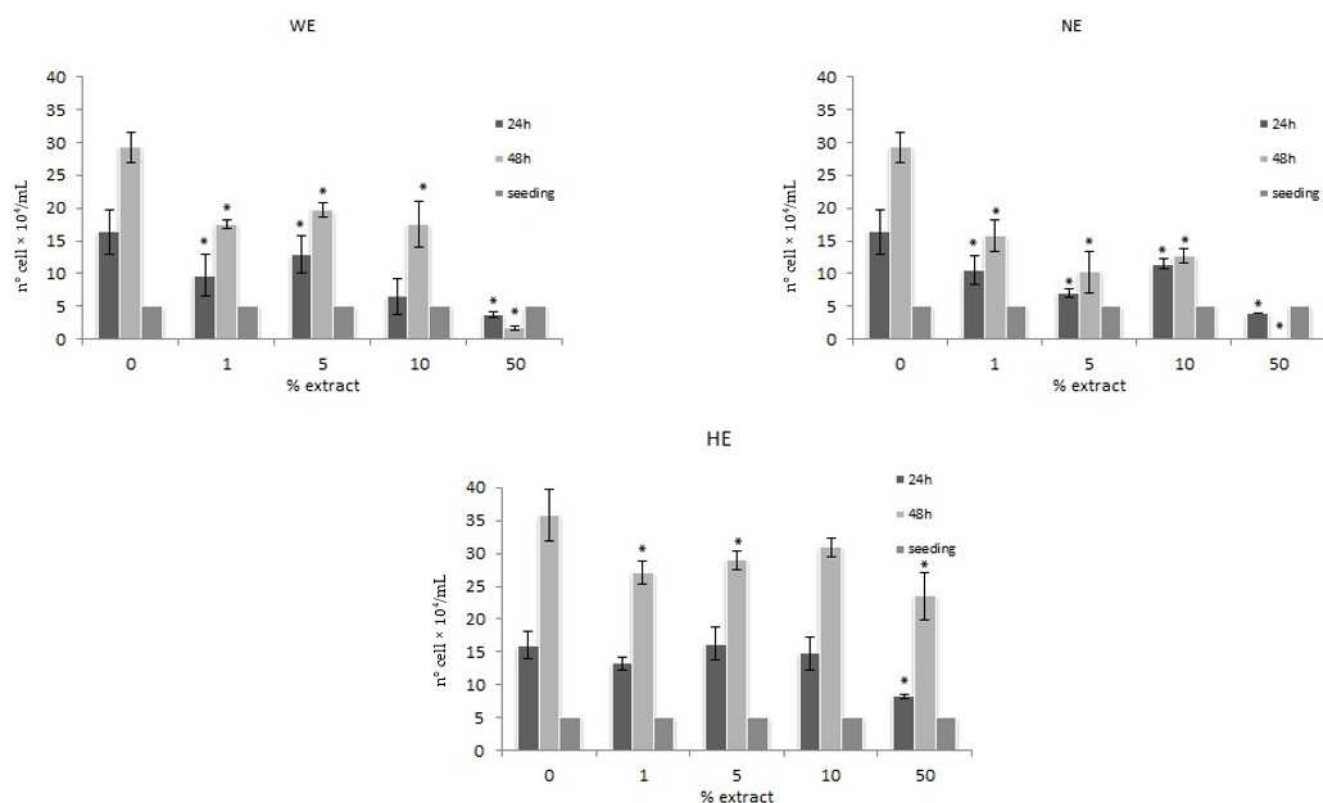 WE
40
35
30
25
20
15
10
5
0
n° cell × 10⁴/mL
* * * * * * *
24h
48h
seeding
0 1 5 10 50
% extract
NE
40
35
30
25
20
15
10
5
0
n° cell × 10⁴/mL
* * * * * * * *
24h
48h
seeding
0 1 5 10 50
% extract
HE
40
35
30
25
20
15
10
5
0
n° cell × 10⁴/mL
* * * *
24h
48h
seeding
0 1 5 10 50
% extract